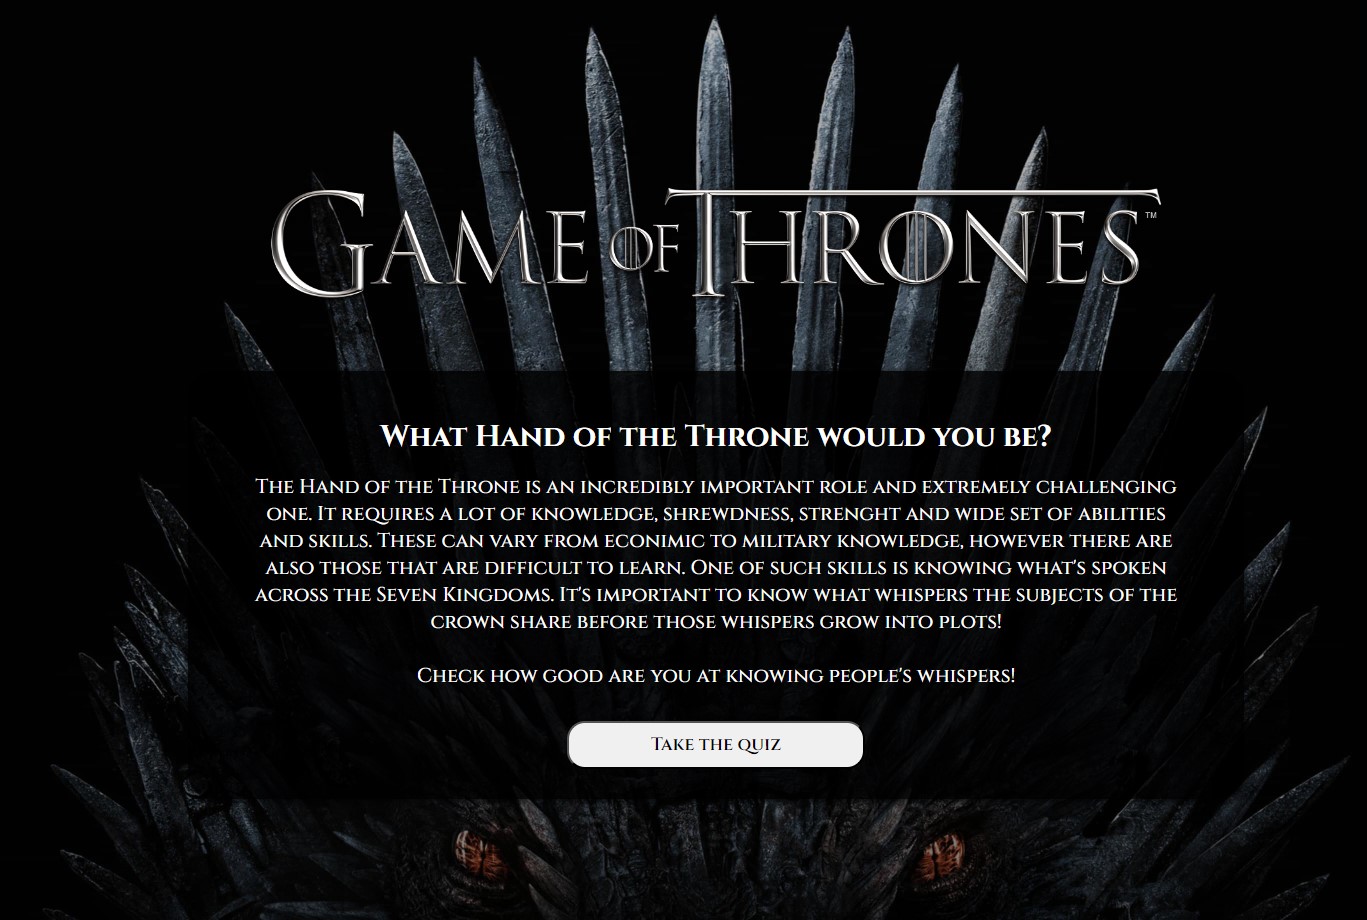 GAME OF THRONES™
What Hand of the Throne would you be?
The Hand of the Throne is an incredibly important role and extremely challenging
one. It requires a lot of knowledge, shrewdness, strenght and wide set of abilities
and skills. These can vary from econimic to military knowledge, however there are
also those that are difficult to learn. One of such skills is knowing what's spoken
across the Seven Kingdoms. It's important to know what whispers the subjects of the
crown share before those whispers grow into plots!
Check how good are you at knowing people's whispers!
Take the quiz